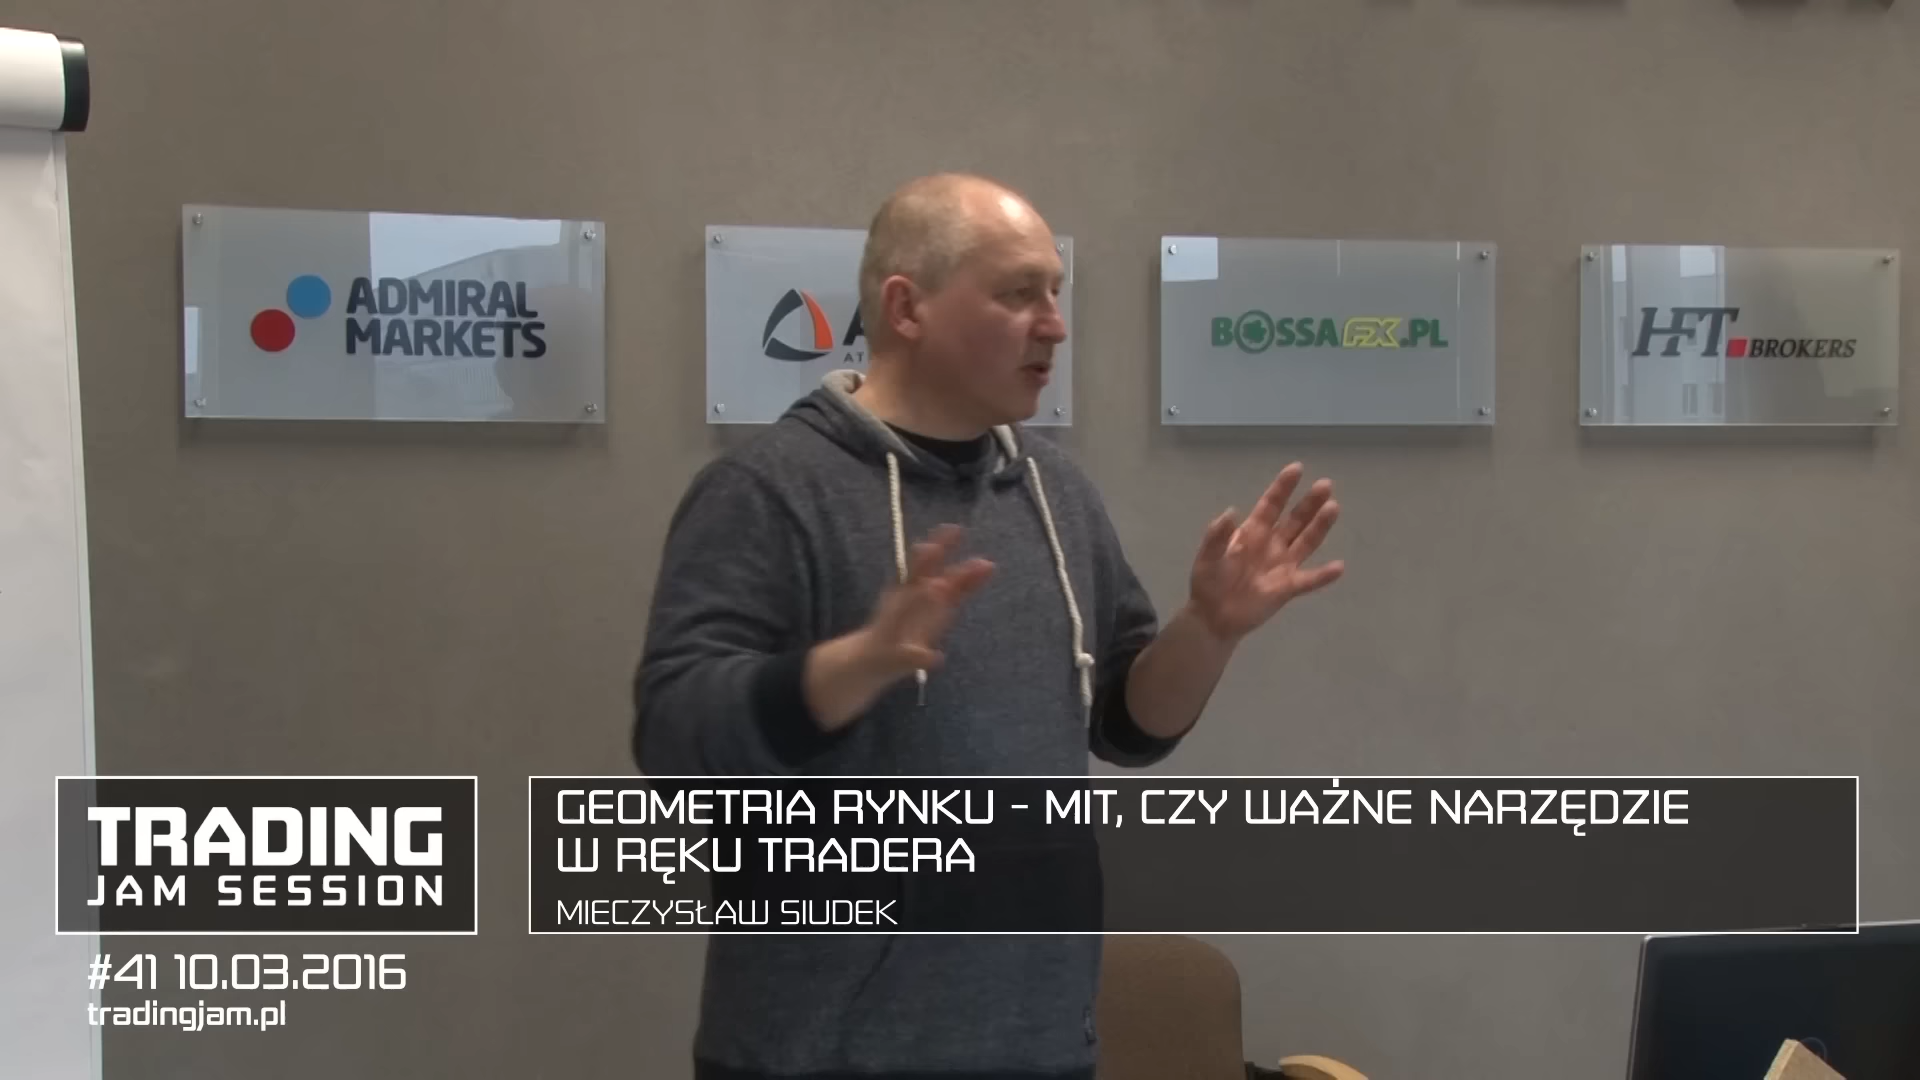 ADMIRAL
MARKETS
BOSSAFX.PL
HFT BROKERS
TRADING
JAM SESSION
GEOMETRIA RYNKU - MIT, CZY WAŻNE NARZĘDZIE
W RĘKU TRADERA
MIECZYSŁAW SIUDEK
#41 10.03.2016
tradingjam.pl